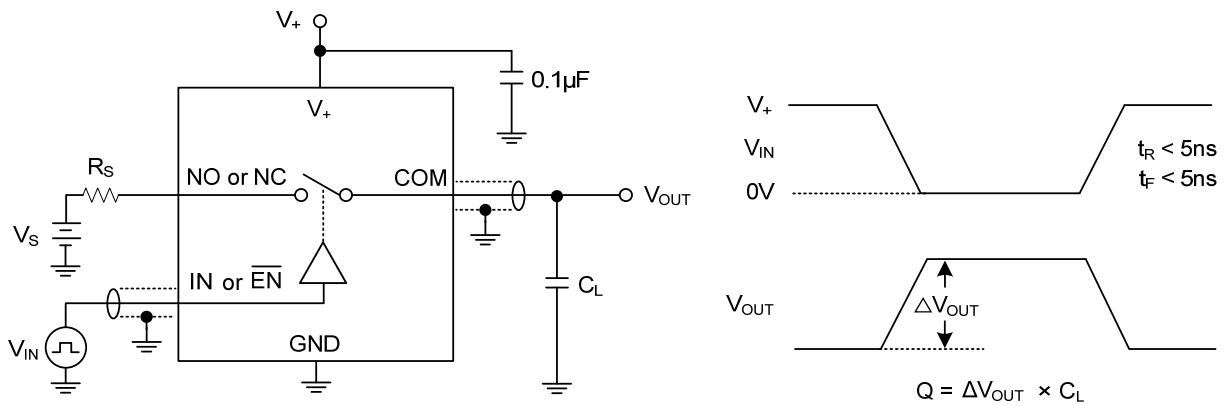 V+
0.1µF
V+
RS
NO or NC
COM
VOUT
VS
IN or EN
CL
VIN
GND
V+
VIN
0V
tR < 5ns
tF < 5ns
VOUT
△VOUT
Q = ΔVOUT × CL